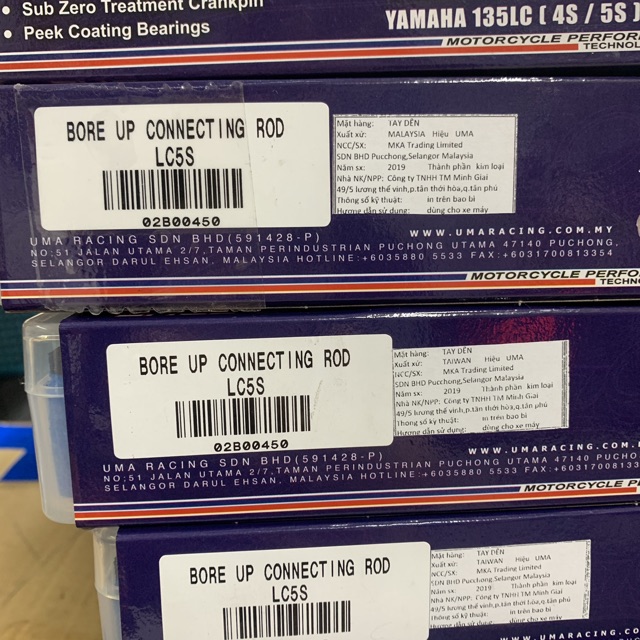 • Sub Zero Treatment Crankpin
• Peek Coating Bearings
YAMAHA 135LC ( 4S / 5S )
MOTORCYCLE PERFOR
TECHNO
BORE UP CONNECTING ROD
LC5S
02B00450
Mặt hàng: TAY DÊN
Xuất xứ: MALAYSIA Hiệu UMA
NCC/SX: MKA Trading Limited
SDN BHD Pucchong,Selangor Malaysia
Năm sx: 2019 Thành phần kim loại
Nhà NK/NPP: Công ty TNHH TM Minh Giai
49/5 lương thế vinh,p.tân thới hòa,q.tân phú
Thông số kỹ thuật: in trên bao bì
Hướng dẫn sử dụng: dùng cho xe máy
WWW.UMARACING.COM.MY
UMA RACING SDN BHD(591428-P)
NO;51 JALAN UTAMA 2/7,TAMAN PERINDUSTRIAN PUCHONG UTAMA 47140 PUCHONG,
SELANGOR DARUL EHSAN, MALAYSIA HOTLINE:+6035880 5533 FAX:+60317008813354
MOTORCYCLE PERFOR
TECHNO
BORE UP CONNECTING ROD
LC5S
02B00450
Mặt hàng: TAY DÊN
Xuất xứ: TAIWAN Hiệu UMA
NCC/SX: MKA Trading Limited
SDN BHD Pucchong,Selangor Malaysia
Năm sx: 2019 Thành phần kim loại
Nhà NK/NPP: Công ty TNHH TM Minh Giai
49/5 lương thế vinh,p.tân thới hòa,q.tân phú
Thông số kỹ thuật: in trên bao bì
Hướng dẫn sử dụng: dùng cho xe máy
WWW.UMARACING.COM
UMA RACING SDN BHD(591428-P)
NO;51 JALAN UTAMA 2/7,TAMAN PERINDUSTRIAN PUCHONG UTAMA 47140 PUCHO
SELANGOR DARUL EHSAN, MALAYSIA HOTLINE:+6035880 5533 FAX:+6031700813
MOTORCYCLE P
TE
BORE UP CONNECTING ROD
LC5S
Mặt hàng: TAY DÊN
Xuất xứ: TAIWAN Hiệu UMA
NCC/SX: MKA Trading Limited
SDN BHD Pucchong,Selangor Malaysia
Năm sx: 2019 Thành phần kim loại
Nhà NK/NPP: Công ty TNHH TM Minh Giai
49/5 lương thế vinh,p.tân thới hòa,q.tân phú
Thông số kỹ thuật: in trên bao bì
Hướng dẫn sử dụng: dùng cho xe máy